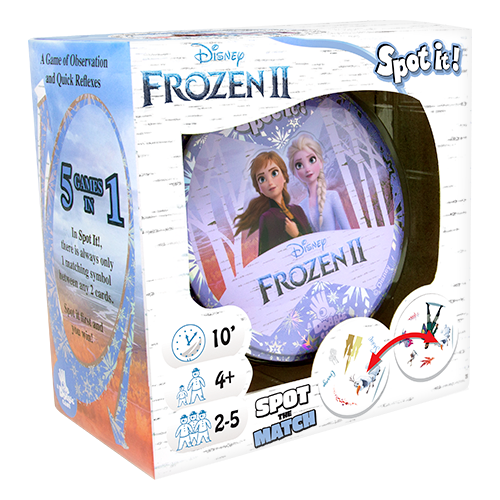 A Game of Observation
and Quick Reflexes
5 GAMES
IN 1
In Spot It!,
there is always only
1 matching symbol
between any 2 cards.
Spot it first and
you win!
Disney
FROZEN II
Spot it!
Spot it!
Disney
FROZEN II
10'
4+
2-5
SPOT
THE
MATCH